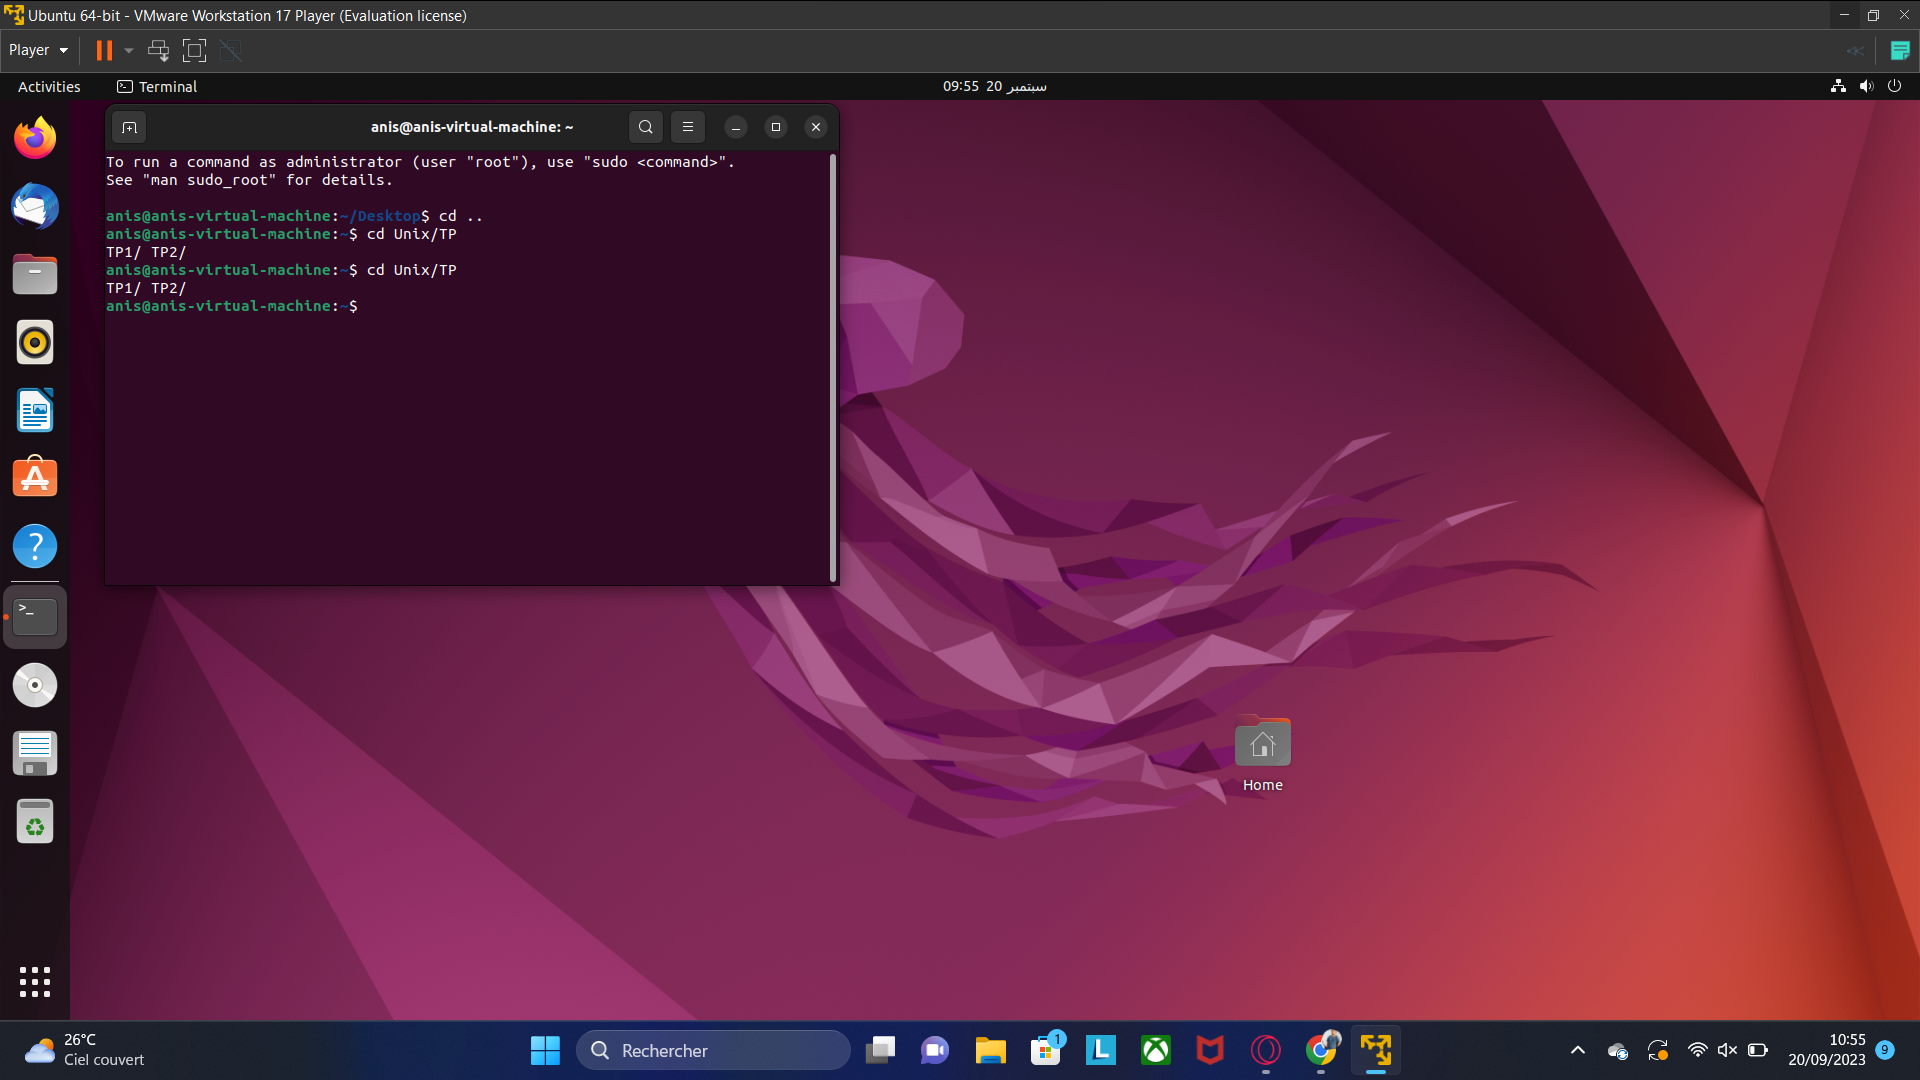 Ubuntu 64-bit - VMware Workstation 17 Player (Evaluation license)
Player
Activities
Terminal
09:55 20 سبتمبر
anis@anis-virtual-machine: ~
To run a command as administrator (user "root"), use "sudo <command>".
See "man sudo_root" for details.
anis@anis-virtual-machine:~/Desktop$ cd ..
anis@anis-virtual-machine:~$ cd Unix/TP
TP1/ TP2/
anis@anis-virtual-machine:~$ cd Unix/TP
TP1/ TP2/
anis@anis-virtual-machine:~$
Home
26°C
Ciel couvert
Rechercher
1
L
10:55
20/09/2023
9